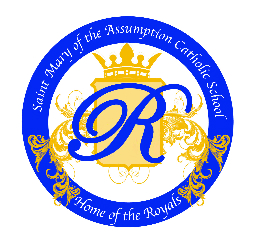 Saint Mary of the Assumption Catholic School
R
Home of the Royals